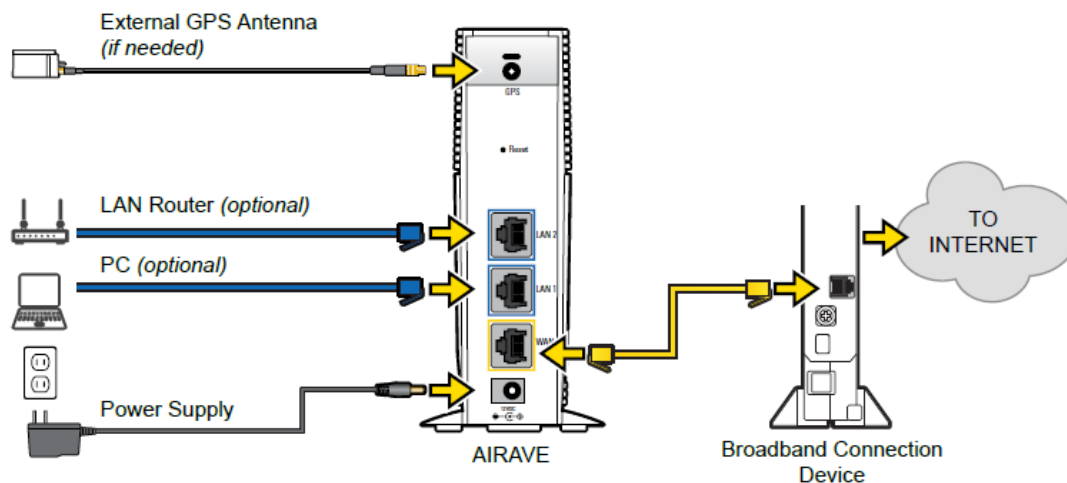 External GPS Antenna
(if needed)
GPS
Reset
LAN Router (optional)
LAN 2
PC (optional)
LAN 1
WAN
TO
INTERNET
Power Supply
12VDC
AIRAVE
Broadband Connection
Device